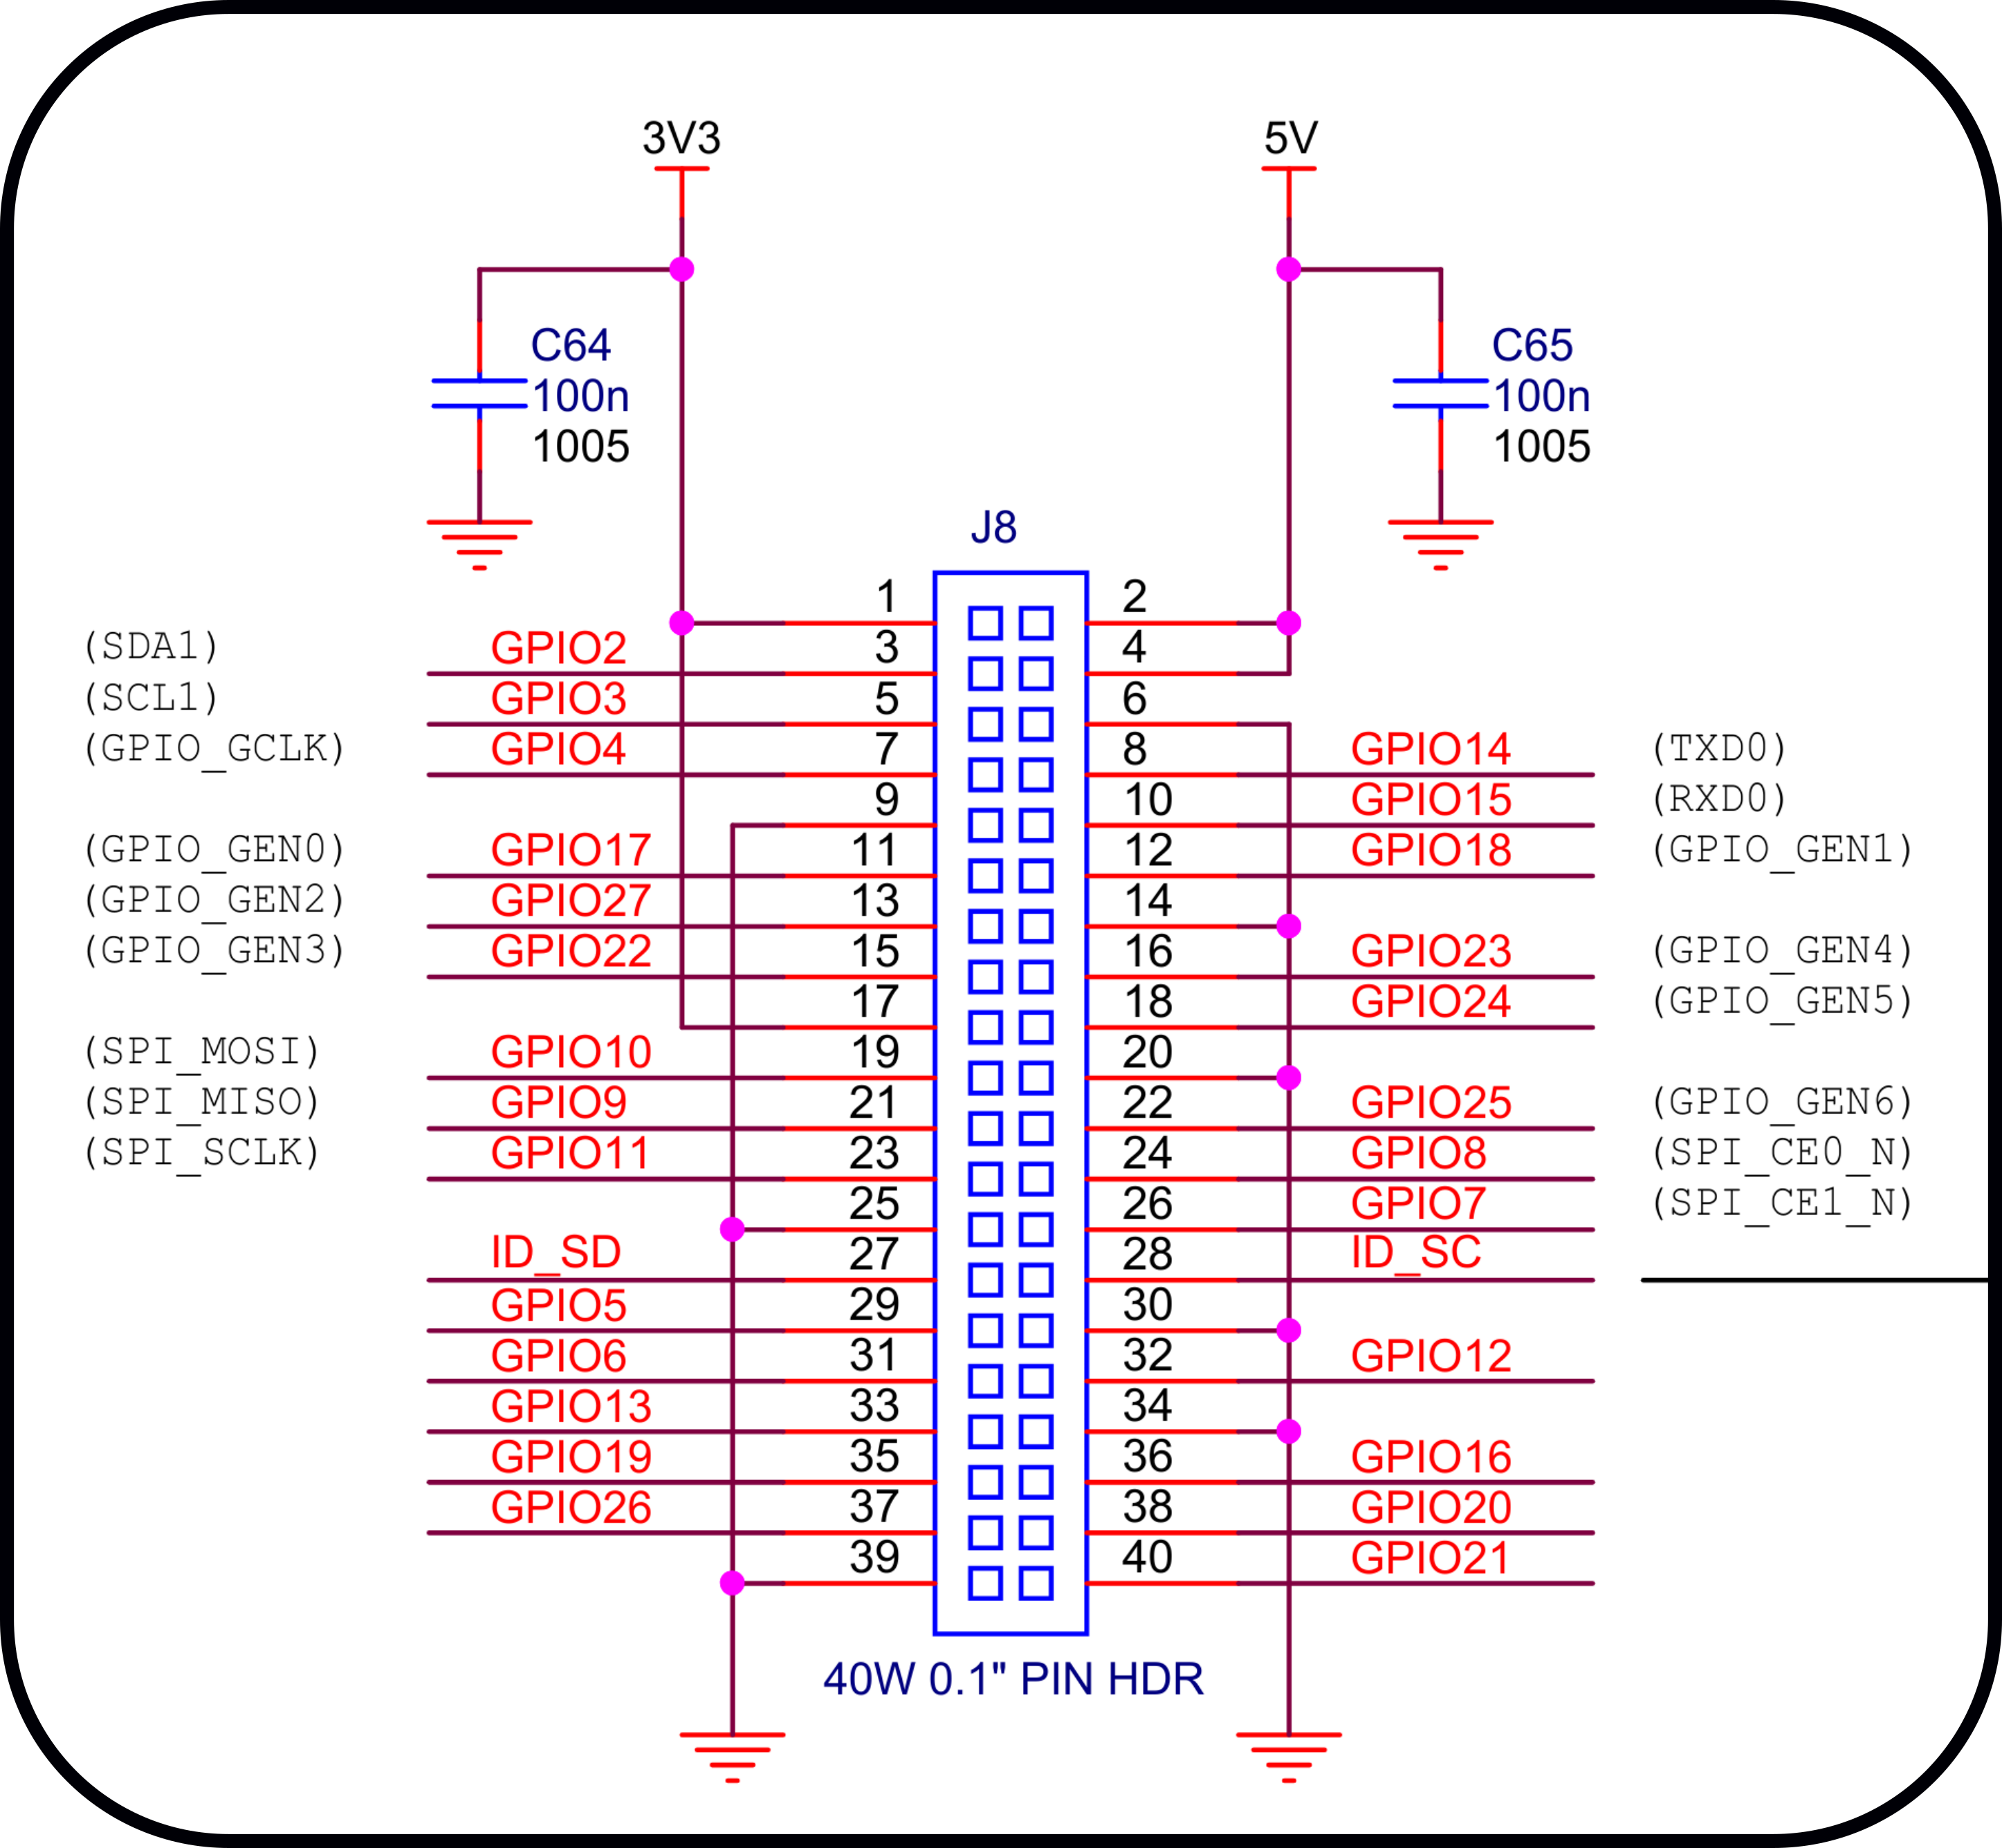 3V3 5V
C64 C65
100n 100n
1005 1005
J8
1 2
(SDA1) GPIO2 3 4
(SCL1) GPIO3 5 6
(GPIO_GCLK) GPIO4 7 8 GPIO14 (TXD0)
9 10 GPIO15 (RXD0)
(GPIO_GEN0) GPIO17 11 12 GPIO18 (GPIO_GEN1)
(GPIO_GEN2) GPIO27 13 14
(GPIO_GEN3) GPIO22 15 16 GPIO23 (GPIO_GEN4)
17 18 GPIO24 (GPIO_GEN5)
(SPI_MOSI) GPIO10 19 20
(SPI_MISO) GPIO9 21 22 GPIO25 (GPIO_GEN6)
(SPI_SCLK) GPIO11 23 24 GPIO8 (SPI_CE0_N)
25 26 GPIO7 (SPI_CE1_N)
ID_SD 27 28 ID_SC
GPIO5 29 30
GPIO6 31 32 GPIO12
GPIO13 33 34
GPIO19 35 36 GPIO16
GPIO26 37 38 GPIO20
39 40 GPIO21
40W 0.1" PIN HDR